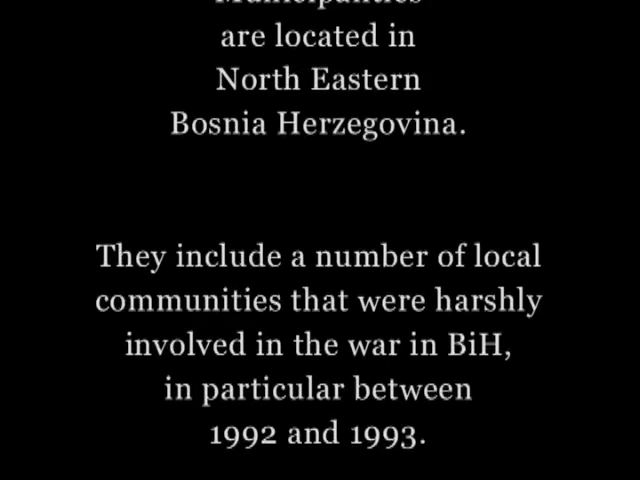 Municipalities
are located in
North Eastern
Bosnia Herzegovina.
They include a number of local
communities that were harshly
involved in the war in BiH,
in particular between
1992 and 1993.